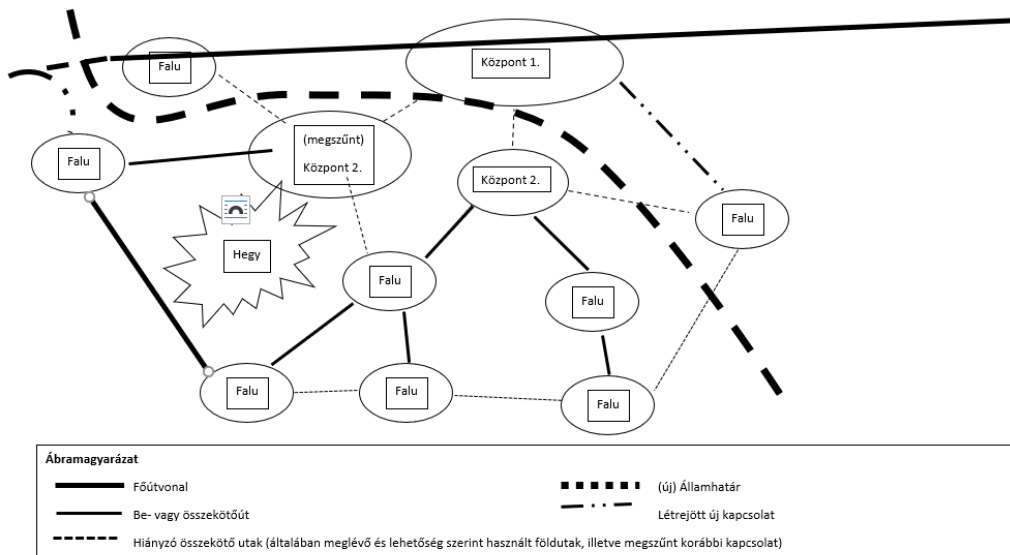 Falu
Központ 1.
(megszűnt)
Központ 2.
Falu
Központ 2.
Falu
Hegy
Falu
Falu
Falu
Falu
Falu
Ábramagyarázat
Főútvonal
(új) Államhatár
Be- vagy összekötőút
Létrejött új kapcsolat
Hiányzó összekötő utak (általában meglévő és lehetőség szerint használt földutak, illetve megszűnt korábbi kapcsolat)